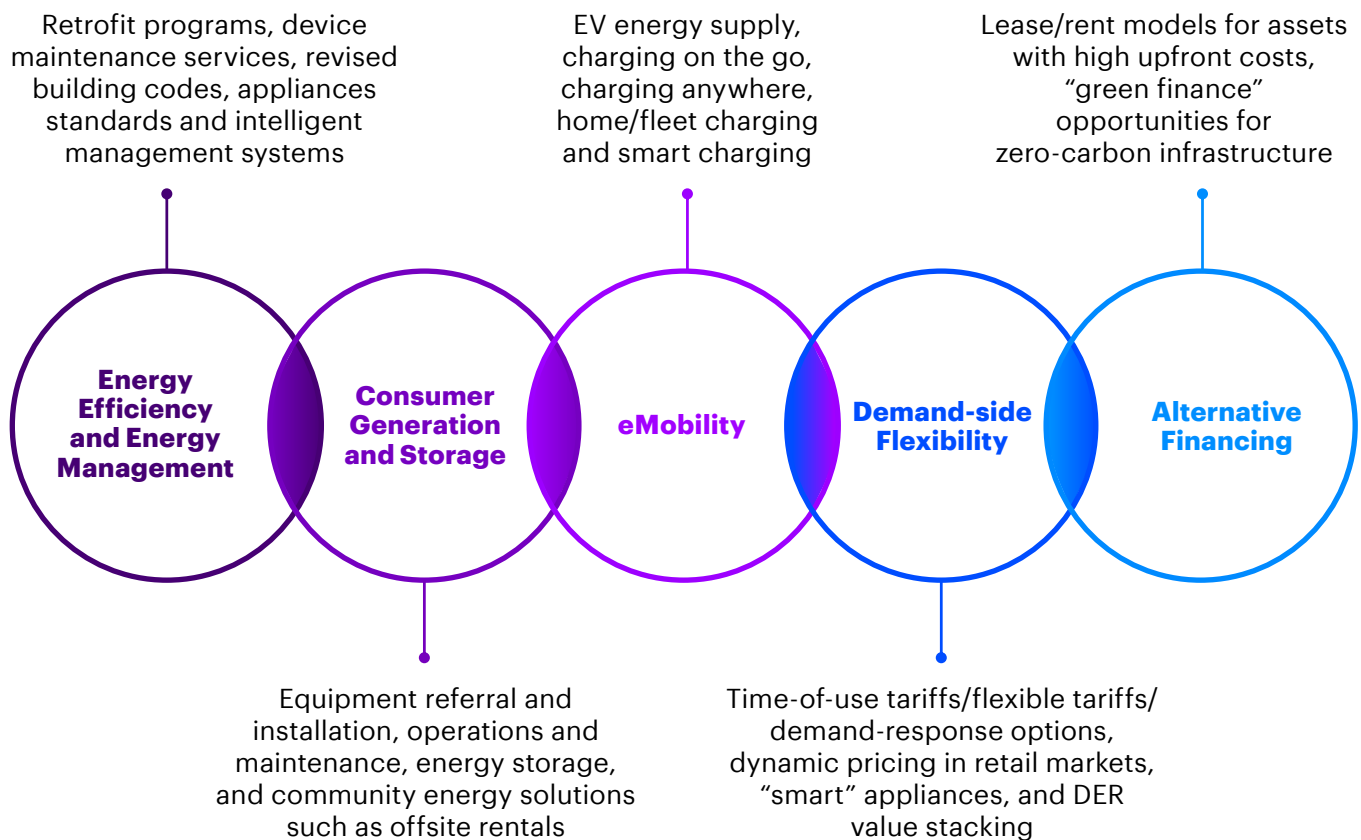 Retrofit programs, device
maintenance services, revised
building codes, appliances
standards and intelligent
management systems
EV energy supply,
charging on the go,
charging anywhere,
home/fleet charging
and smart charging
Lease/rent models for assets
with high upfront costs,
“green finance”
opportunities for
zero-carbon infrastructure
Energy
Efficiency
and Energy
Management
Consumer
Generation
and Storage
eMobility
Demand-side
Flexibility
Alternative
Financing
Equipment referral and
installation, operations and
maintenance, energy storage,
and community energy solutions
such as offsite rentals
Time-of-use tariffs/flexible tariffs/
demand-response options,
dynamic pricing in retail markets,
“smart” appliances, and DER
value stacking